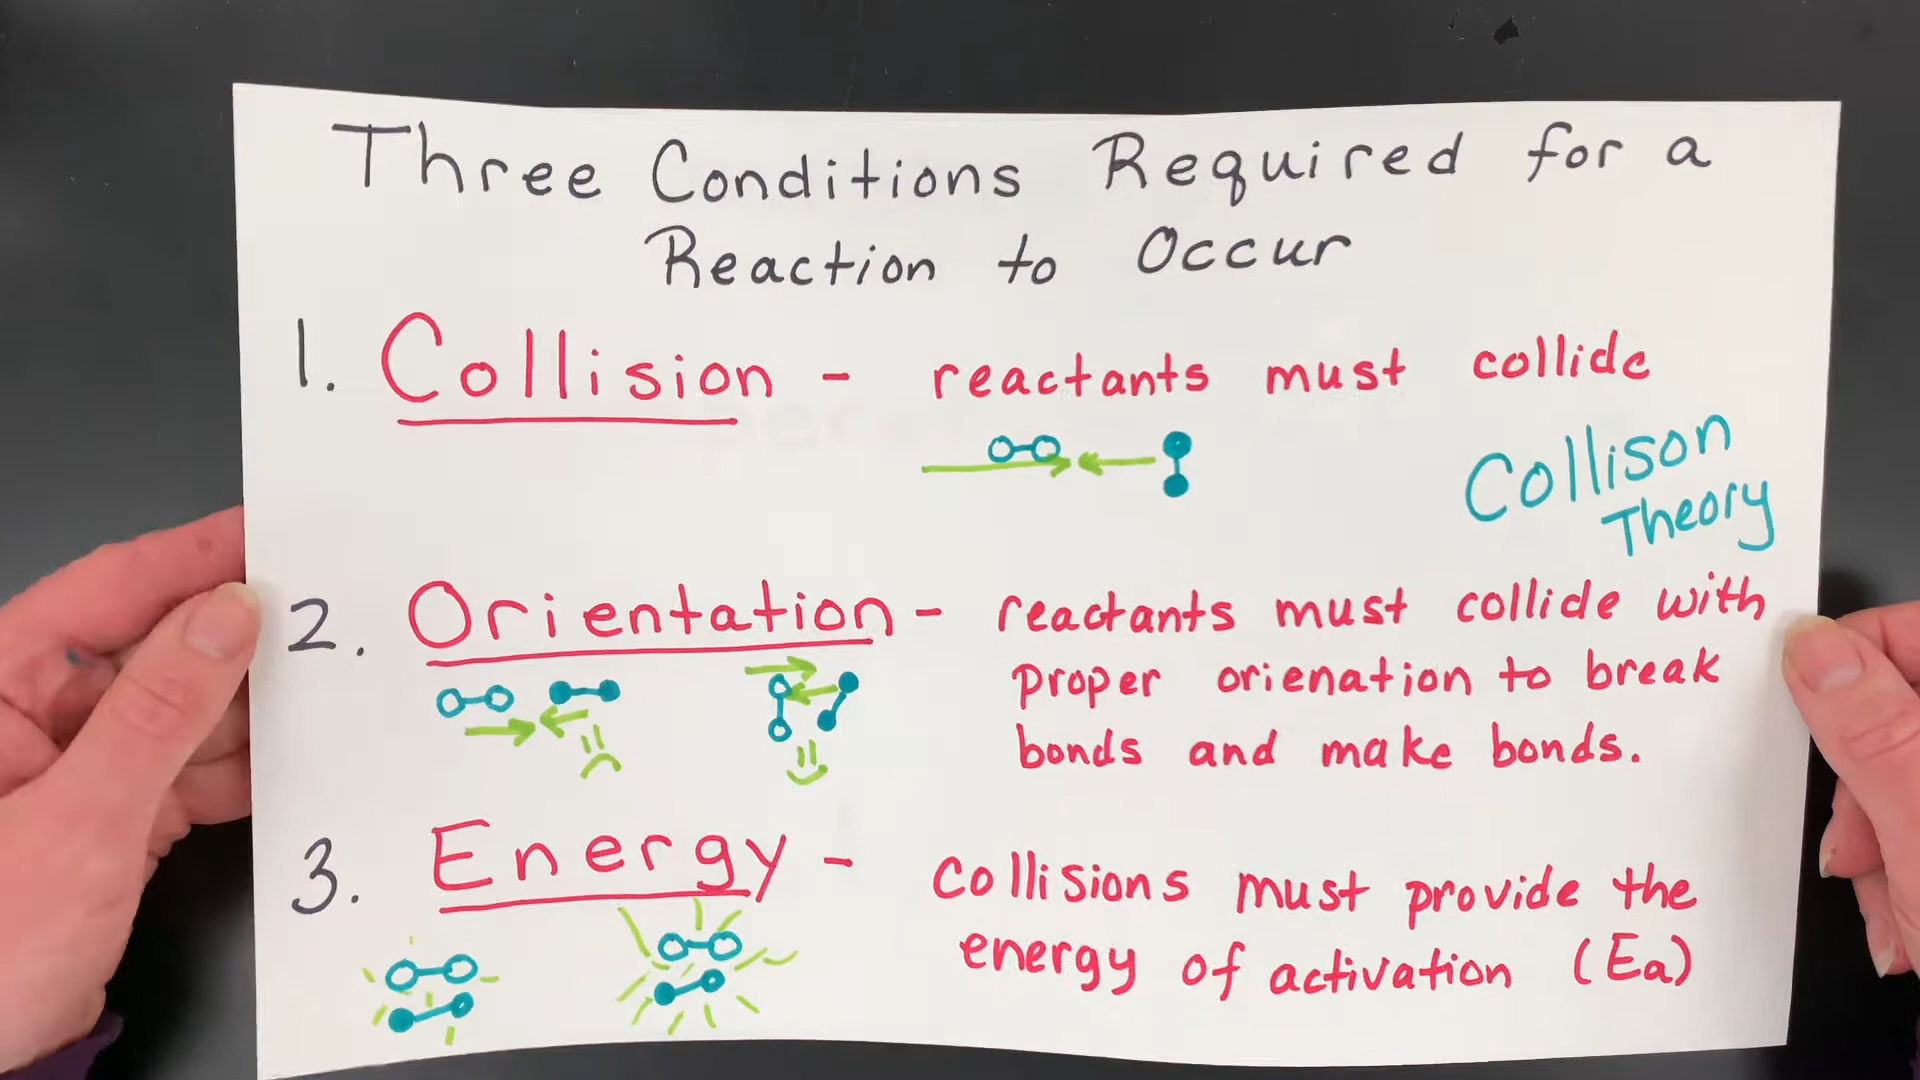 Three Conditions Required for a
Reaction to Occur
1. Collision - reactants must collide
Collison
Theory
2. Orientation - reactants must collide with
proper orienation to break
bonds and make bonds.
3. Energy - Collisions must provide the
energy of activation (Ea)